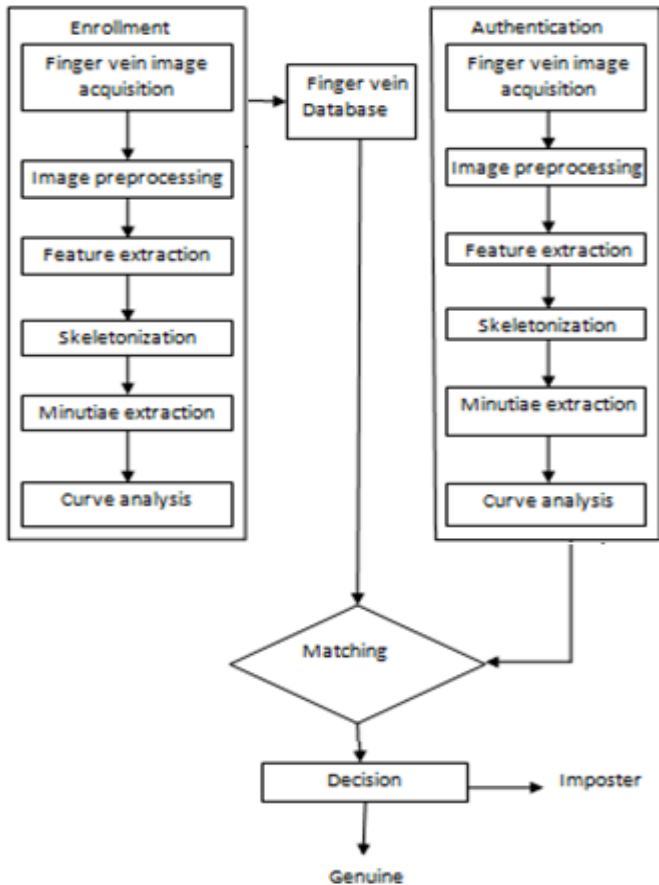 Enrollment
Finger vein image
acquisition
Image preprocessing
Feature extraction
Skeletonization
Minutiae extraction
Curve analysis
Finger vein
Database
Authentication
Finger vein image
acquisition
Image preprocessing
Feature extraction
Skeletonization
Minutiae extraction
Curve analysis
Matching
Decision
Imposter
Genuine